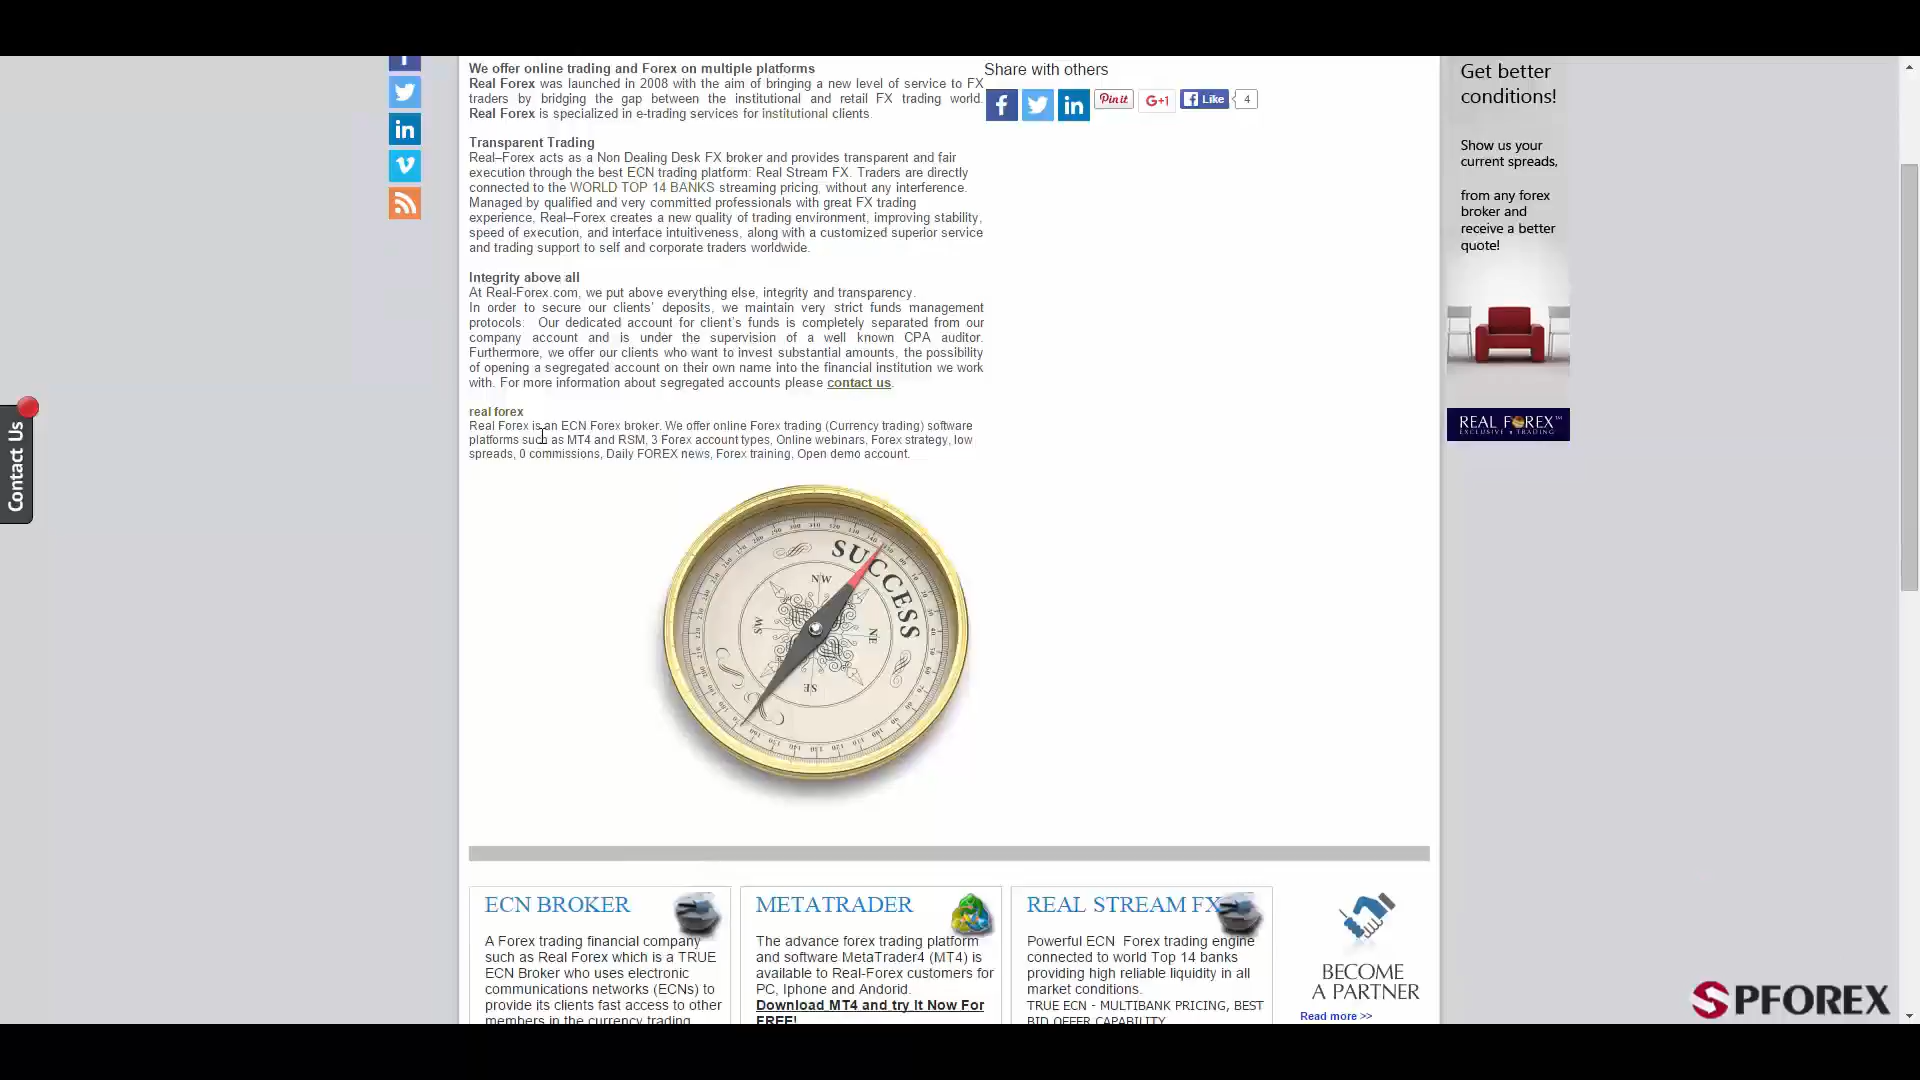 We offer online trading and Forex on multiple platforms
Real Forex was launched in 2008 with the aim of bringing a new level of service to FX
traders by bridging the gap between the institutional and retail FX trading world.
Real Forex is specialized in e-trading services for institutional clients.
Transparent Trading
Real–Forex acts as a Non Dealing Desk FX broker and provides transparent and fair
execution through the best ECN trading platform: Real Stream FX. Traders are directly
connected to the WORLD TOP 14 BANKS streaming pricing, without any interference.
Managed by qualified and very committed professionals with great FX trading
experience, Real–Forex creates a new quality of trading environment, improving stability,
speed of execution, and interface intuitiveness, along with a customized superior service
and trading support to self and corporate traders worldwide.
Integrity above all
At Real-Forex.com, we put above everything else, integrity and transparency.
In order to secure our clients’ deposits, we maintain very strict funds management
protocols: Our dedicated account for client’s funds is completely separated from our
company account and is under the supervision of a well known CPA auditor.
Furthermore, we offer our clients who want to invest substantial amounts, the possibility
of opening a segregated account on their own name into the financial institution we work
with. For more information about segregated accounts please contact us.
real forex
Real Forex is an ECN Forex broker. We offer online Forex trading (Currency trading) software
platforms such as MT4 and RSM, 3 Forex account types, Online webinars, Forex strategy, low
spreads, 0 commissions, Daily FOREX news, Forex training, Open demo account.
Share with others
Pin it
G+1
Like
4
Get better
conditions!
Show us your
current spreads,
from any forex
broker and
receive a better
quote!
REAL FOREX
Contact Us
SUCCESS
NW
NE
SW
SE
ECN BROKER
A Forex trading financial company
such as Real Forex which is a TRUE
ECN Broker who uses electronic
communications networks (ECNs) to
provide its clients fast access to other
members in the currency trading
METATRADER
The advance forex trading platform
and software MetaTrader4 (MT4) is
available to Real-Forex customers for
PC, Iphone and Andorid.
Download MT4 and try It Now For
FREE!
REAL STREAM FX
Powerful ECN Forex trading engine
connected to world Top 14 banks
providing high reliable liquidity in all
market conditions.
TRUE ECN - MULTIBANK PRICING, BEST
BID OFFER CAPABILITY
BECOME
A PARTNER
Read more >>
SPFOREX